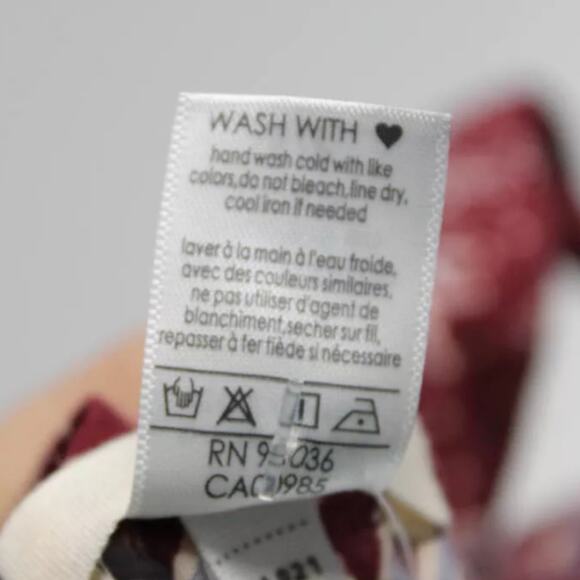 WASH WITH ♥
hand wash cold with like
colors,do not bleach,line dry,
cool iron if needed
laver à la main à l'eau froide,
avec des couleurs similaires,
ne pas utiliser d'agent de
blanchiment,secher sur fil,
repasser à fer tiède si nécessaire
RN